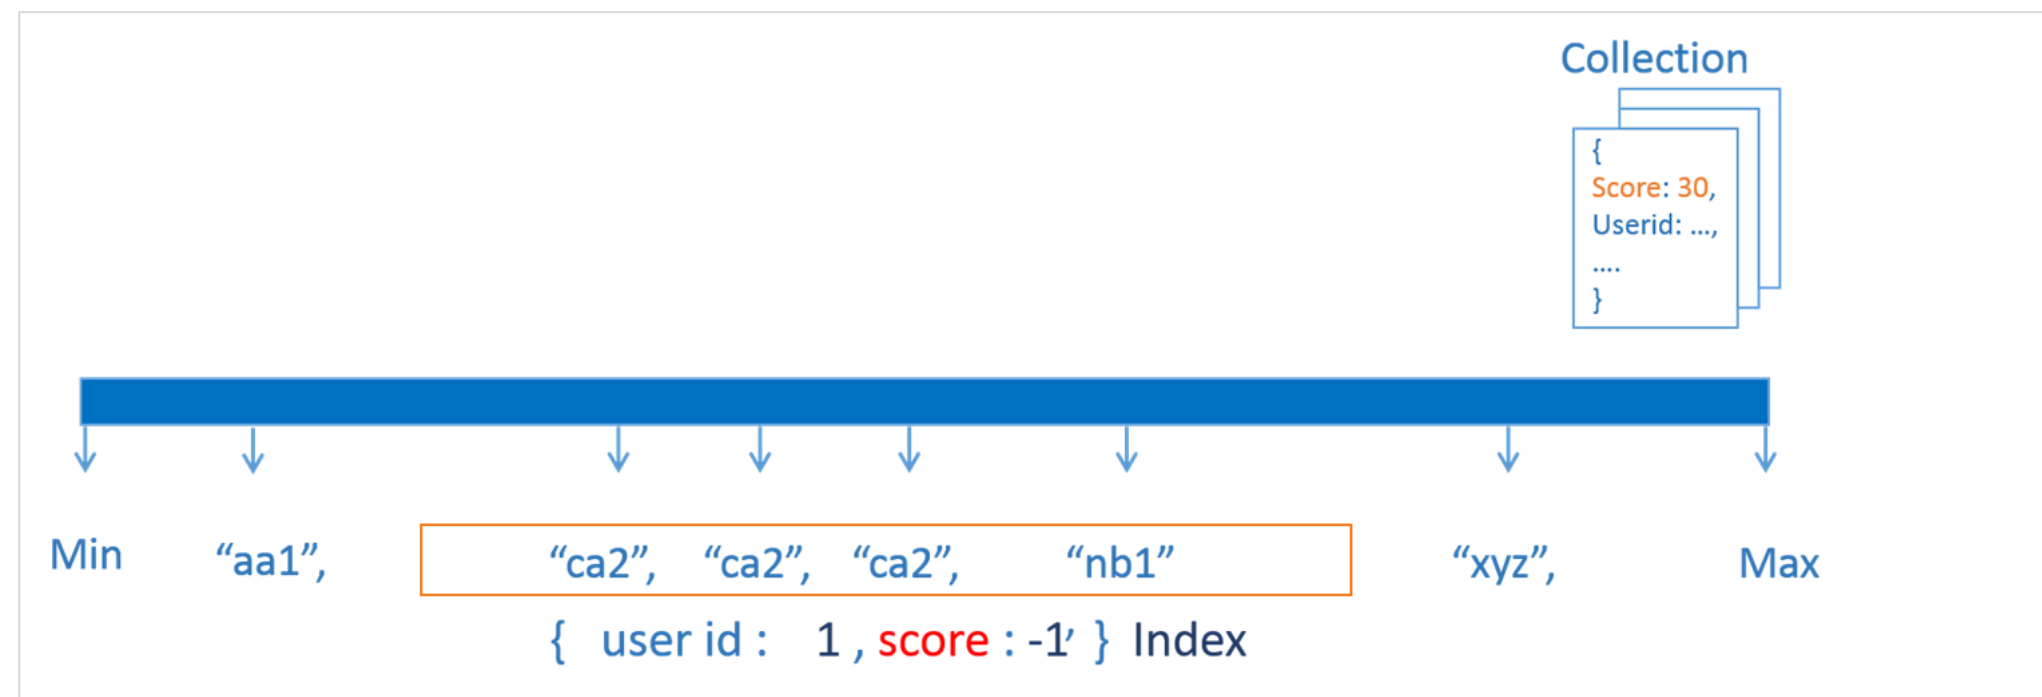 Collection
{
Score: 30,
Userid: ...,
....
}
Min “aa1”, “ca2”, “ca2”, “ca2”, “nb1” “xyz”, Max
{ user id : 1 , score : -1, } Index